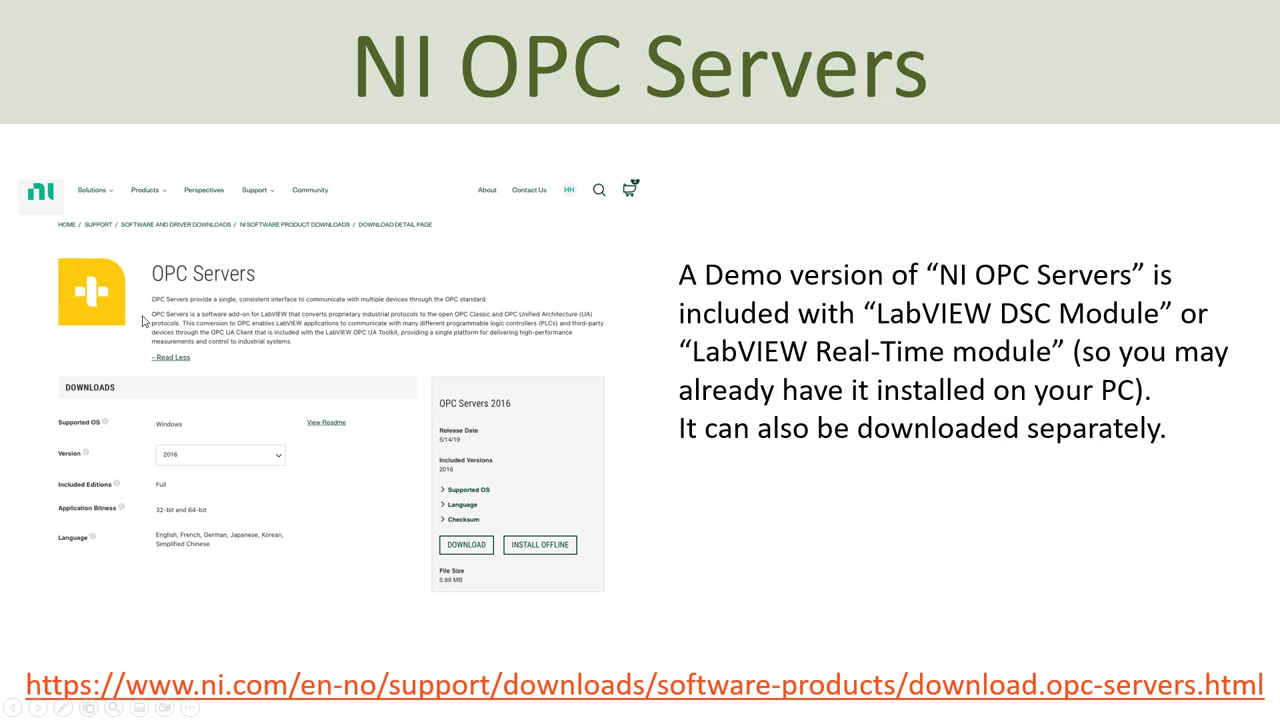 NI OPC Servers
ni
Solutions
Products
Perspectives
Support
Community
About
Contact Us
HH
HOME / SUPPORT / SOFTWARE AND DRIVER DOWNLOADS / NI SOFTWARE PRODUCT DOWNLOADS / DOWNLOAD DETAIL PAGE
OPC Servers
OPC Servers provide a single, consistent interface to communicate with multiple devices through the OPC standard.
OPC Servers is a software add-on for LabVIEW that converts proprietary industrial protocols to the open OPC Classic and OPC Unified Architecture (UA)
protocols. This conversion to OPC enables LabVIEW applications to communicate with many different programmable logic controllers (PLCs) and third-party
devices through the OPC UA Client that is included with the LabVIEW OPC UA Toolkit, providing a single platform for delivering high-performance
measurements and control to industrial systems.
- Read Less
DOWNLOADS
Supported OS
Windows
View Readme
Version
2016
Included Editions
Full
Application Bitness
32-bit and 64-bit
Language
English, French, German, Japanese, Korean,
Simplified Chinese
OPC Servers 2016
Release Date
5/14/19
Included Versions
2016
Supported OS
Language
Checksum
DOWNLOAD
INSTALL OFFLINE
File Size
5.89 MB
A Demo version of “NI OPC Servers” is
included with “LabVIEW DSC Module” or
“LabVIEW Real-Time module” (so you may
already have it installed on your PC).
It can also be downloaded separately.
https://www.ni.com/en-no/support/downloads/software-products/download.opc-servers.html